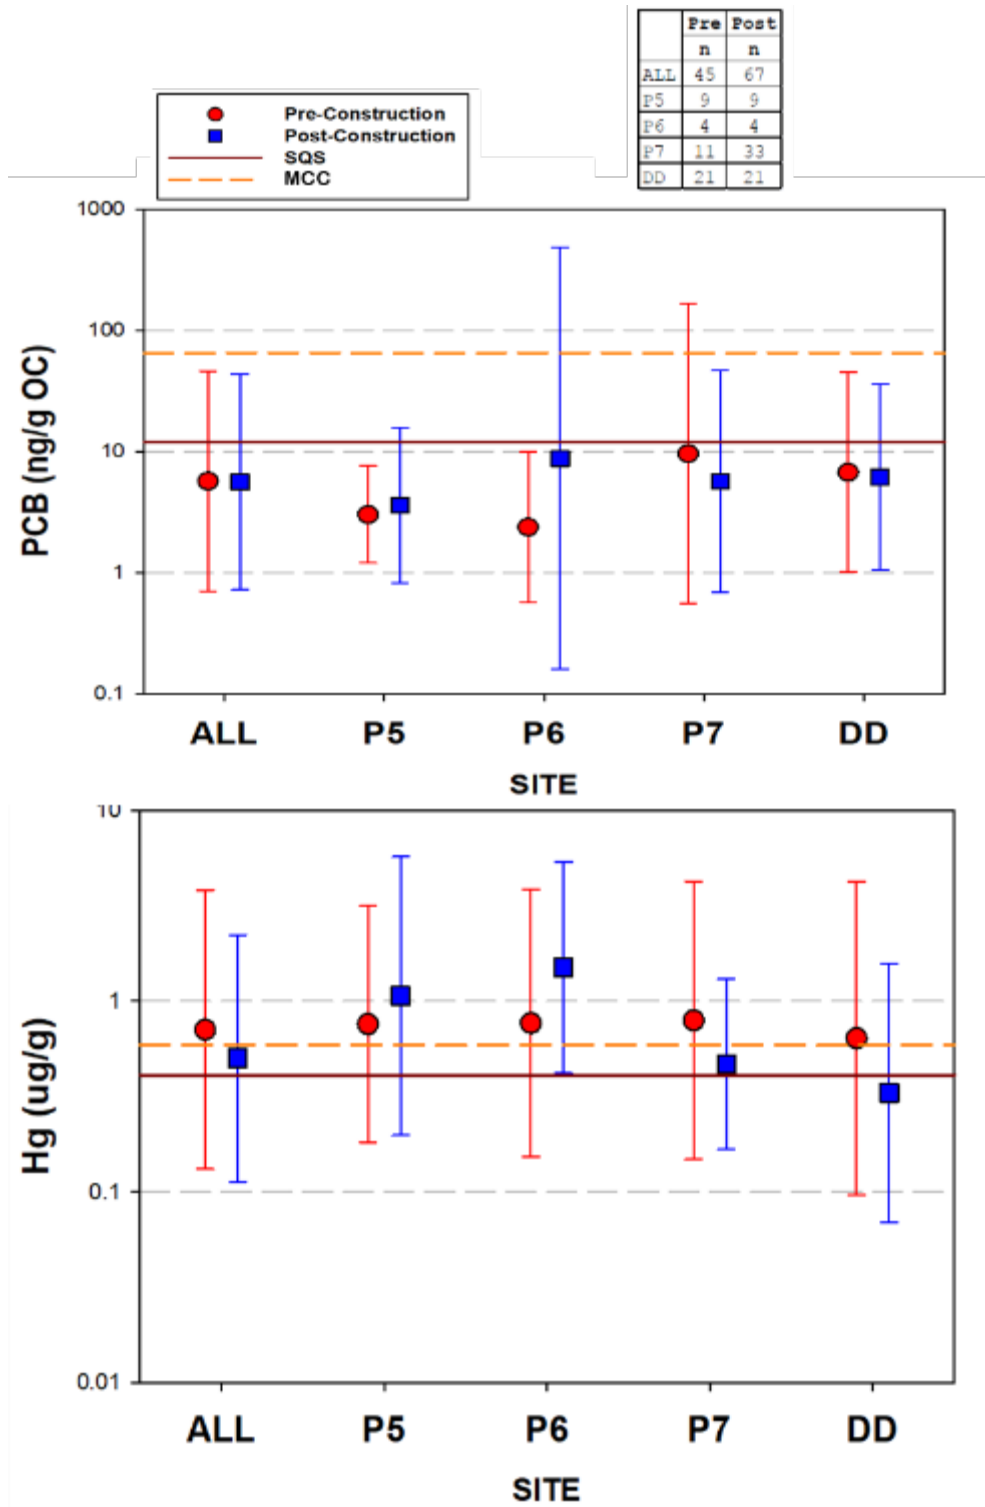 Pre Post
n n
ALL 45 67
P5 9 9
P6 4 4
P7 11 33
DD 21 21
Pre-Construction
Post-Construction
SQS
MCC
1000
100
10
1
0.1
PCB (ng/g OC)
ALL P5 P6 P7 DD
SITE
10
1
0.1
0.01
Hg (ug/g)
ALL P5 P6 P7 DD
SITE